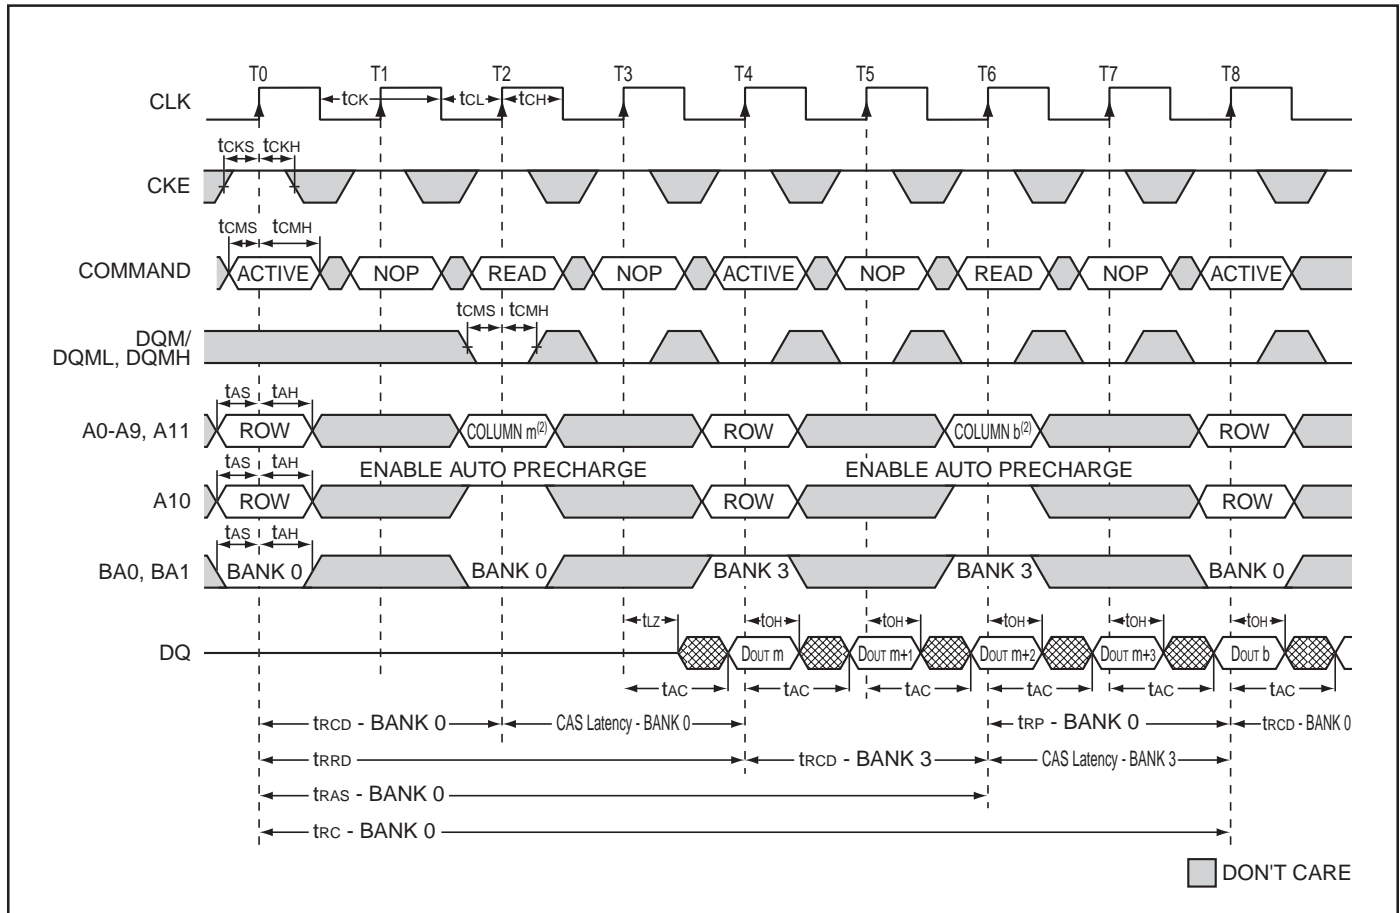 T0 T1 T2 T3 T4 T5 T6 T7 T8
CLK tCK tCL tCH
tCKS tCKH
CKE
tCMS tCMH
COMMAND ACTIVE NOP READ NOP ACTIVE NOP READ NOP ACTIVE
tCMS tCMH
DQM/
DQML, DQMH
tAS tAH
A0-A9, A11 ROW COLUMN m(2) ROW COLUMN b(2) ROW
tAS tAH ENABLE AUTO PRECHARGE ENABLE AUTO PRECHARGE
A10 ROW ROW ROW
tAS tAH
BA0, BA1 BANK 0 BANK 0 BANK 3 BANK 3 BANK 0
tLZ tOH tOH tOH tOH tOH
DQ DOUT m DOUT m+1 DOUT m+2 DOUT m+3 DOUT b
tAC tAC tAC tAC tAC tAC
tRCD - BANK 0 CAS Latency - BANK 0 tRP - BANK 0 tRCD - BANK 0
tRRD tRCD - BANK 3 CAS Latency - BANK 3
tRAS - BANK 0
tRC - BANK 0
DON'T CARE